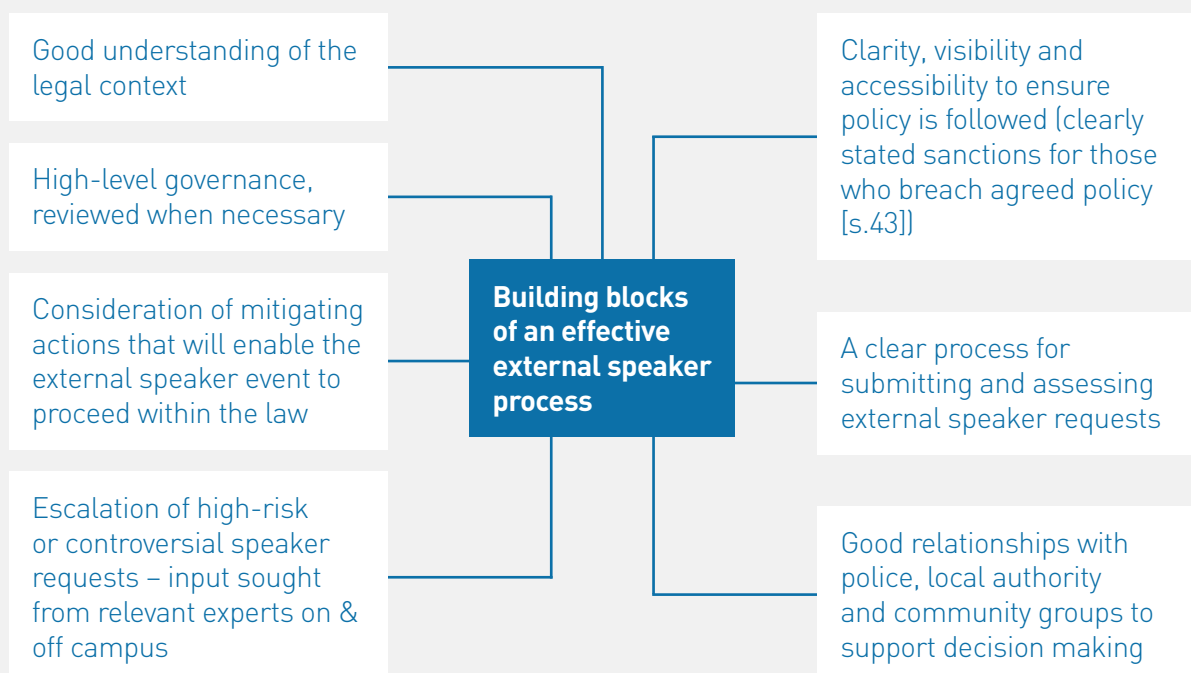 Good understanding of the
legal context
High-level governance,
reviewed when necessary
Consideration of mitigating
actions that will enable the
external speaker event to
proceed within the law
Escalation of high-risk
or controversial speaker
requests – input sought
from relevant experts on &
off campus
Building blocks
of an effective
external speaker
process
Clarity, visibility and
accessibility to ensure
policy is followed (clearly
stated sanctions for those
who breach agreed policy
[s.43])
A clear process for
submitting and assessing
external speaker requests
Good relationships with
police, local authority
and community groups to
support decision making